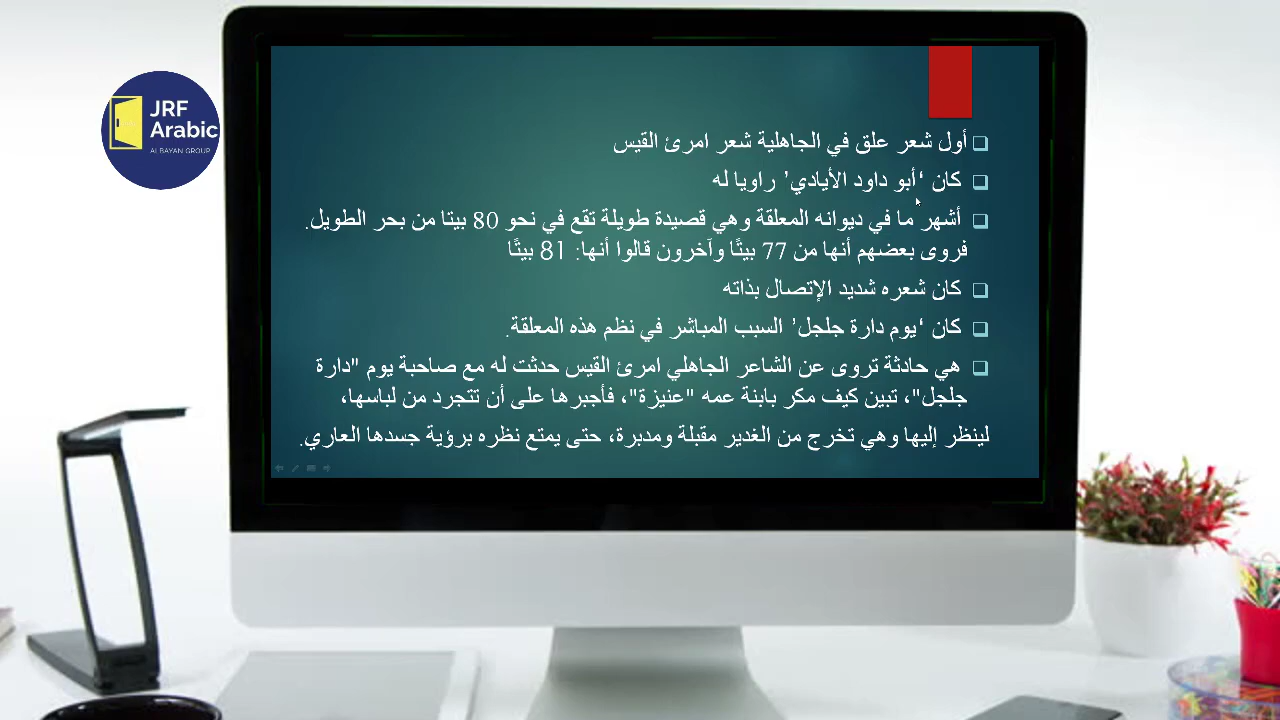 JRF
Arabic
AL BAYAN GROUP
أول شعر علق في الجاهلية شعر امرئ القيس
كان ‘أبو داود الأيادي’ راويا له
أشهر ما في ديوانه المعلقة وهي قصيدة طويلة تقع في نحو 80 بيتا من بحر الطويل.
فروى بعضهم أنها من 77 بيتًا وآخرون قالوا أنها: 81 بيتًا
كان شعره شديد الإتصال بذاته
كان ‘يوم دارة جلجل’ السبب المباشر في نظم هذه المعلقة.
هي حادثة تروى عن الشاعر الجاهلي امرئ القيس حدثت له مع صاحبة يوم "دارة
جلجل"، تبين كيف مكر بابنة عمه "عنيزة"، فأجبرها على أن تتجرد من لباسها،
لينظر إليها وهي تخرج من الغدير مقبلة ومدبرة، حتى يمتع نظره برؤية جسدها العاري.